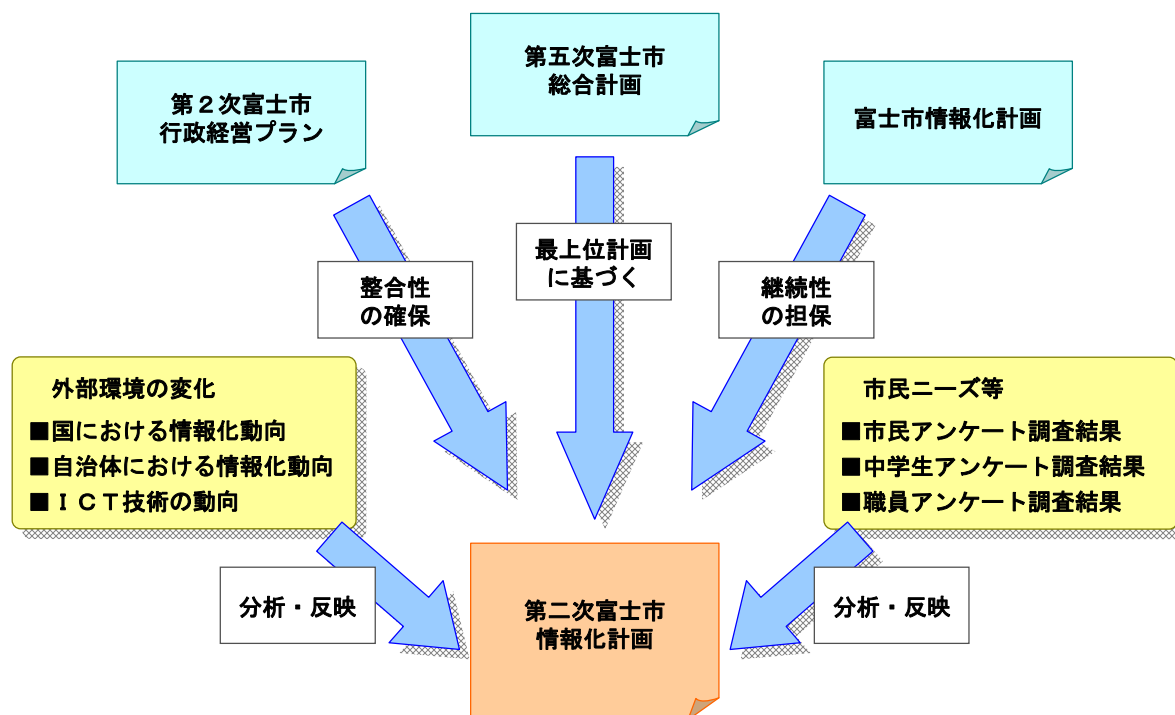 第五次富士市
総合計画
第２次富士市
行政経営プラン
富士市情報化計画
最上位計画
に基づく
整合性
の確保
継続性
の担保
外部環境の変化
■国における情報化動向
■自治体における情報化動向
■ＩＣＴ技術の動向
市民ニーズ等
■市民アンケート調査結果
■中学生アンケート調査結果
■職員アンケート調査結果
分析・反映
第二次富士市
情報化計画
分析・反映